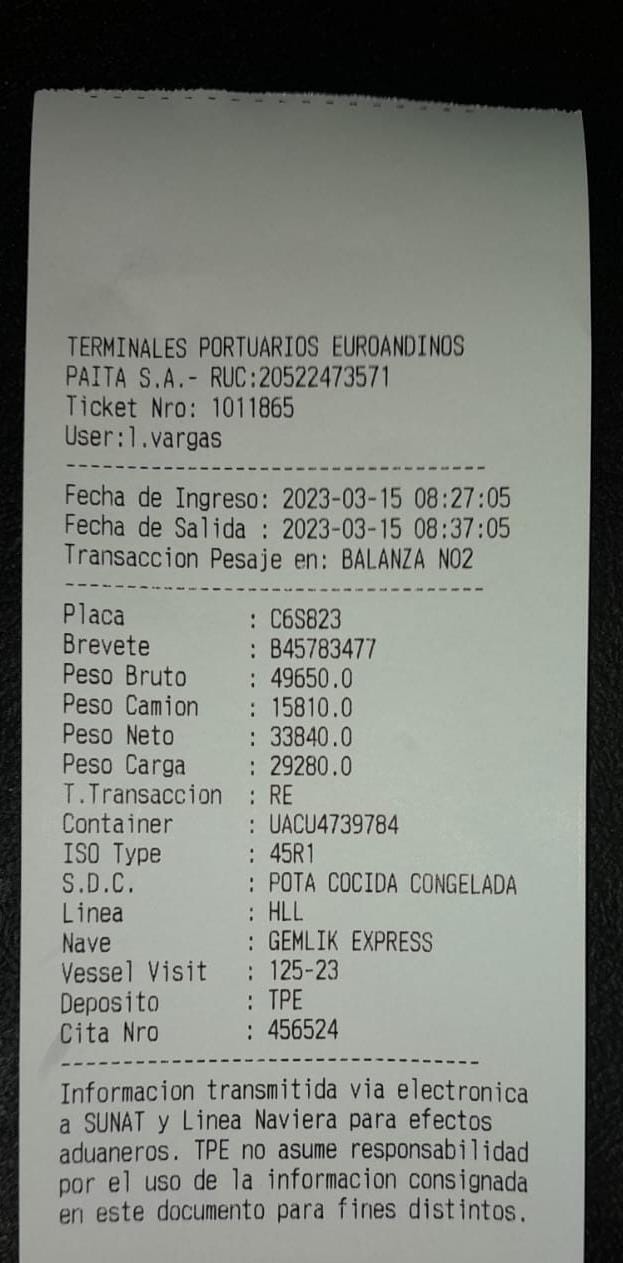 TERMINALES PORTUARIOS EUROANDINOS
PAITA S.A.- RUC:20522473571
Ticket Nro: 1011865
User:l.vargas
--------------------------------
Fecha de Ingreso: 2023-03-15 08:27:05
Fecha de Salida : 2023-03-15 08:37:05
Transaccion Pesaje en: BALANZA NO2
--------------------------------
Placa : C6S823
Brevete : B45783477
Peso Bruto : 49650.0
Peso Camion : 15810.0
Peso Neto : 33840.0
Peso Carga : 29280.0
T.Transaccion : RE
Container : UACU4739784
ISO Type : 45R1
S.D.C. : POTA COCIDA CONGELADA
Linea : HLL
Nave : GEMLIK EXPRESS
Vessel Visit : 125-23
Deposito : TPE
Cita Nro : 456524
--------------------------------
Informacion transmitida via electronica
a SUNAT y Linea Naviera para efectos
aduaneros. TPE no asume responsabilidad
por el uso de la informacion consignada
en este documento para fines distintos.